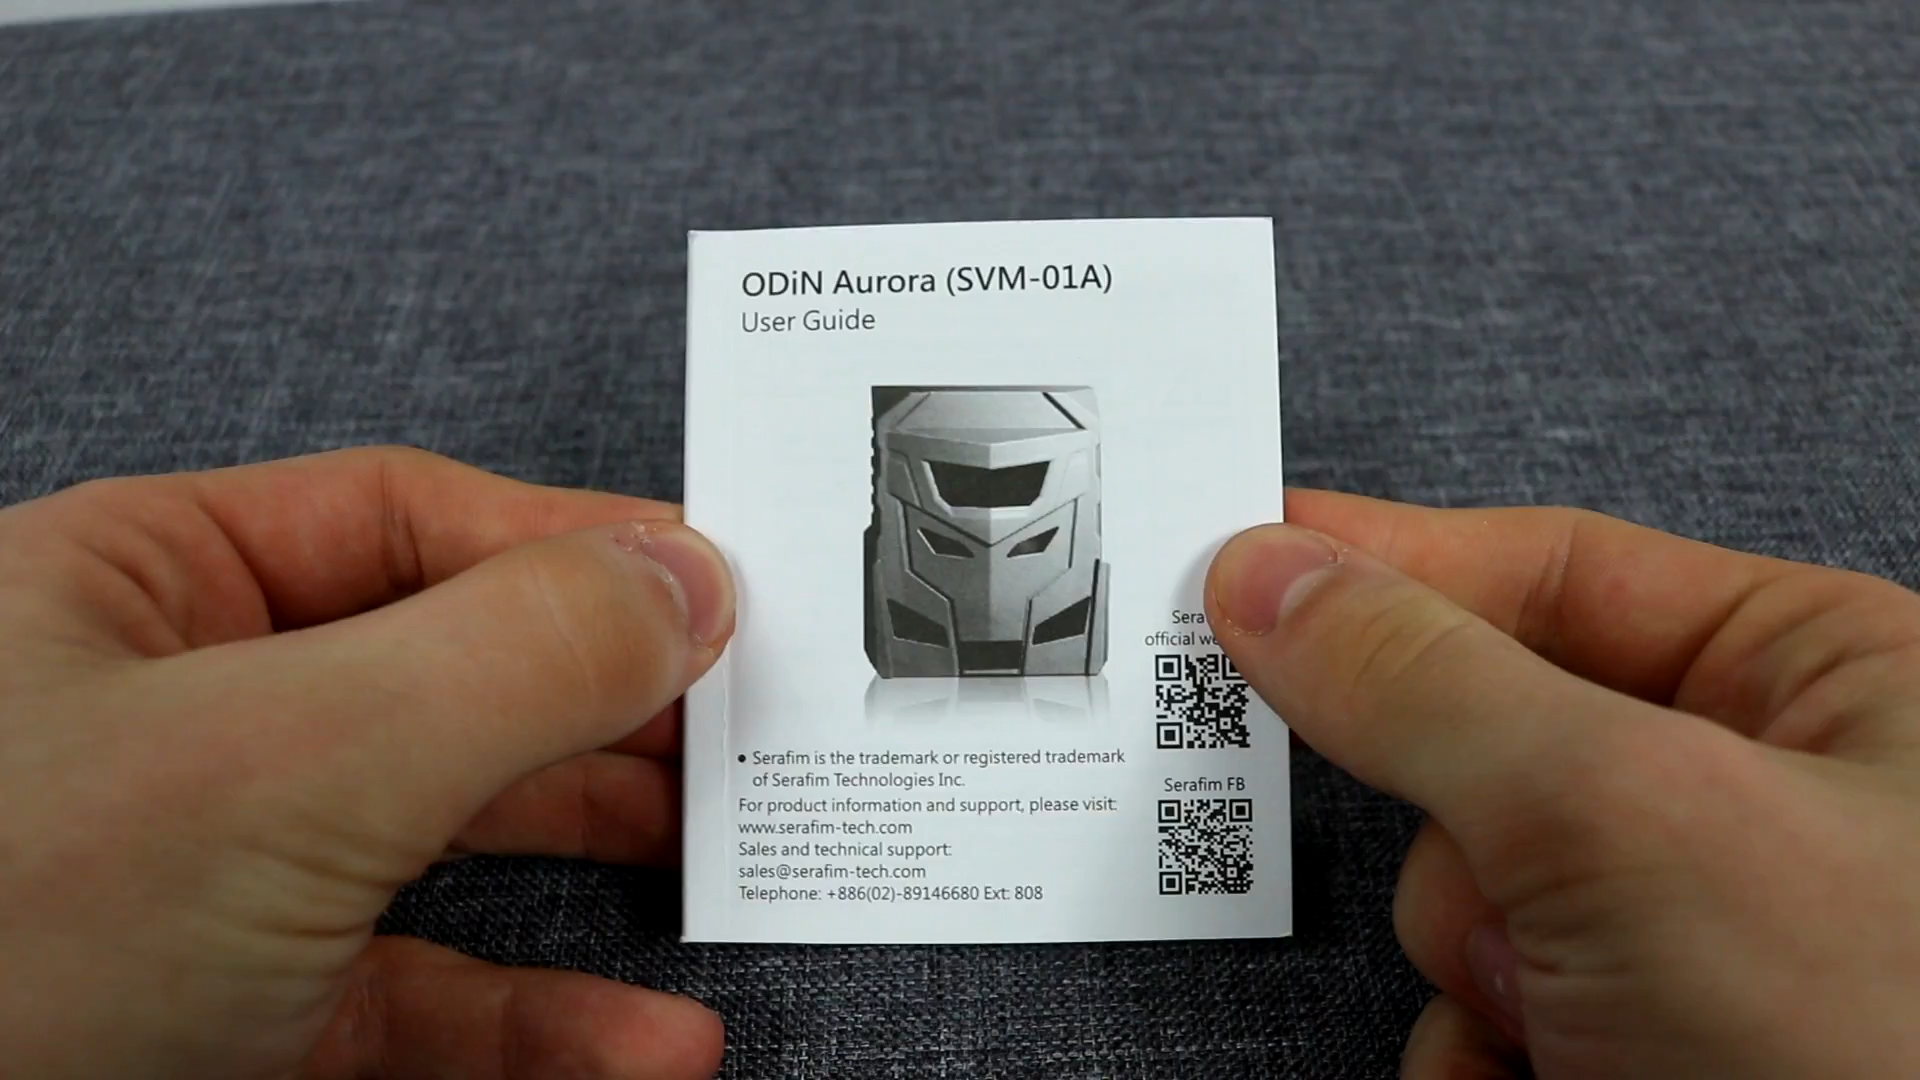 ODiN Aurora (SVM-01A)
User Guide
official
• Serafim is the trademark or registered trademark
of Serafim Technologies Inc.
For product information and support, please visit:
www.serafim-tech.com
Sales and technical support:
sales@serafim-tech.com
Telephone: +886(02)-89146680 Ext: 808
Serafim FB